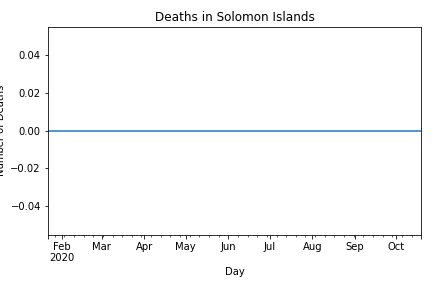 Deaths in Solomon Islands
Number of Deaths
0.04
0.02
0.00
−0.02
−0.04
Feb Mar Apr May Jun Jul Aug Sep Oct
2020
Day